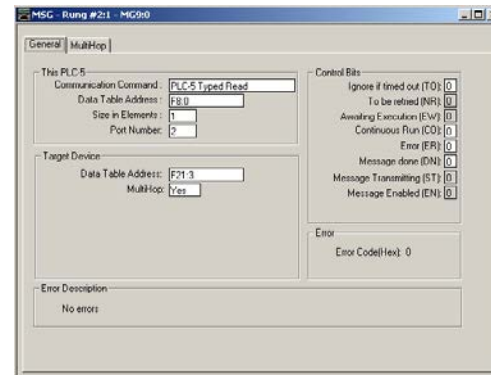 MSG - Rung #2:1 - MG9:0
General MultiHop
This PLC-5
Communication Command : PLC-5 Typed Read
Data Table Address : F8:0
Size in Elements : 1
Port Number: 2
Target Device
Data Table Address: F21:3
MultiHop: Yes
Control Bits
Ignore if timed out (TO): 0
To be retried (NR): 0
Awaiting Execution (EW): 0
Continuous Run (CO): 0
Error (ER): 0
Message done (DN): 0
Message Transmitting (ST): 0
Message Enabled (EN): 0
Error
Error Code(Hex): 0
Error Description
No errors